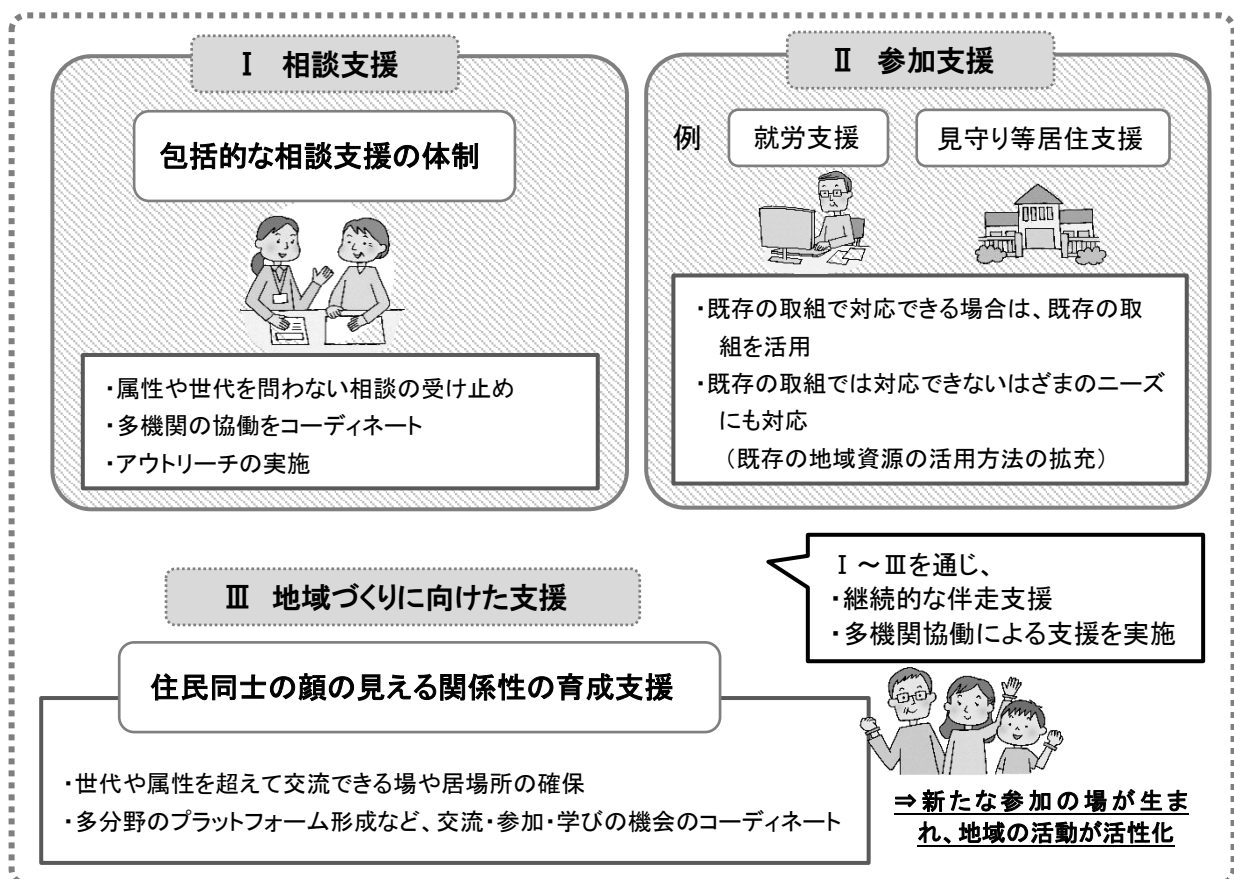 Ⅰ 相談支援
包括的な相談支援の体制
・属性や世代を問わない相談の受け止め
・多機関の協働をコーディネート
・アウトリーチの実施
Ⅱ 参加支援
例
就労支援
見守り等居住支援
・既存の取組で対応できる場合は、既存の取
組を活用
・既存の取組では対応できないはざまのニーズ
にも対応
（既存の地域資源の活用方法の拡充）
Ⅰ～Ⅲを通じ、
・継続的な伴走支援
・多機関協働による支援を実施
Ⅲ 地域づくりに向けた支援
住民同士の顔の見える関係性の育成支援
・世代や属性を超えて交流できる場や居場所の確保
・多分野のプラットフォーム形成など、交流・参加・学びの機会のコーディネート
⇒新たな参加の場が生ま
れ、地域の活動が活性化